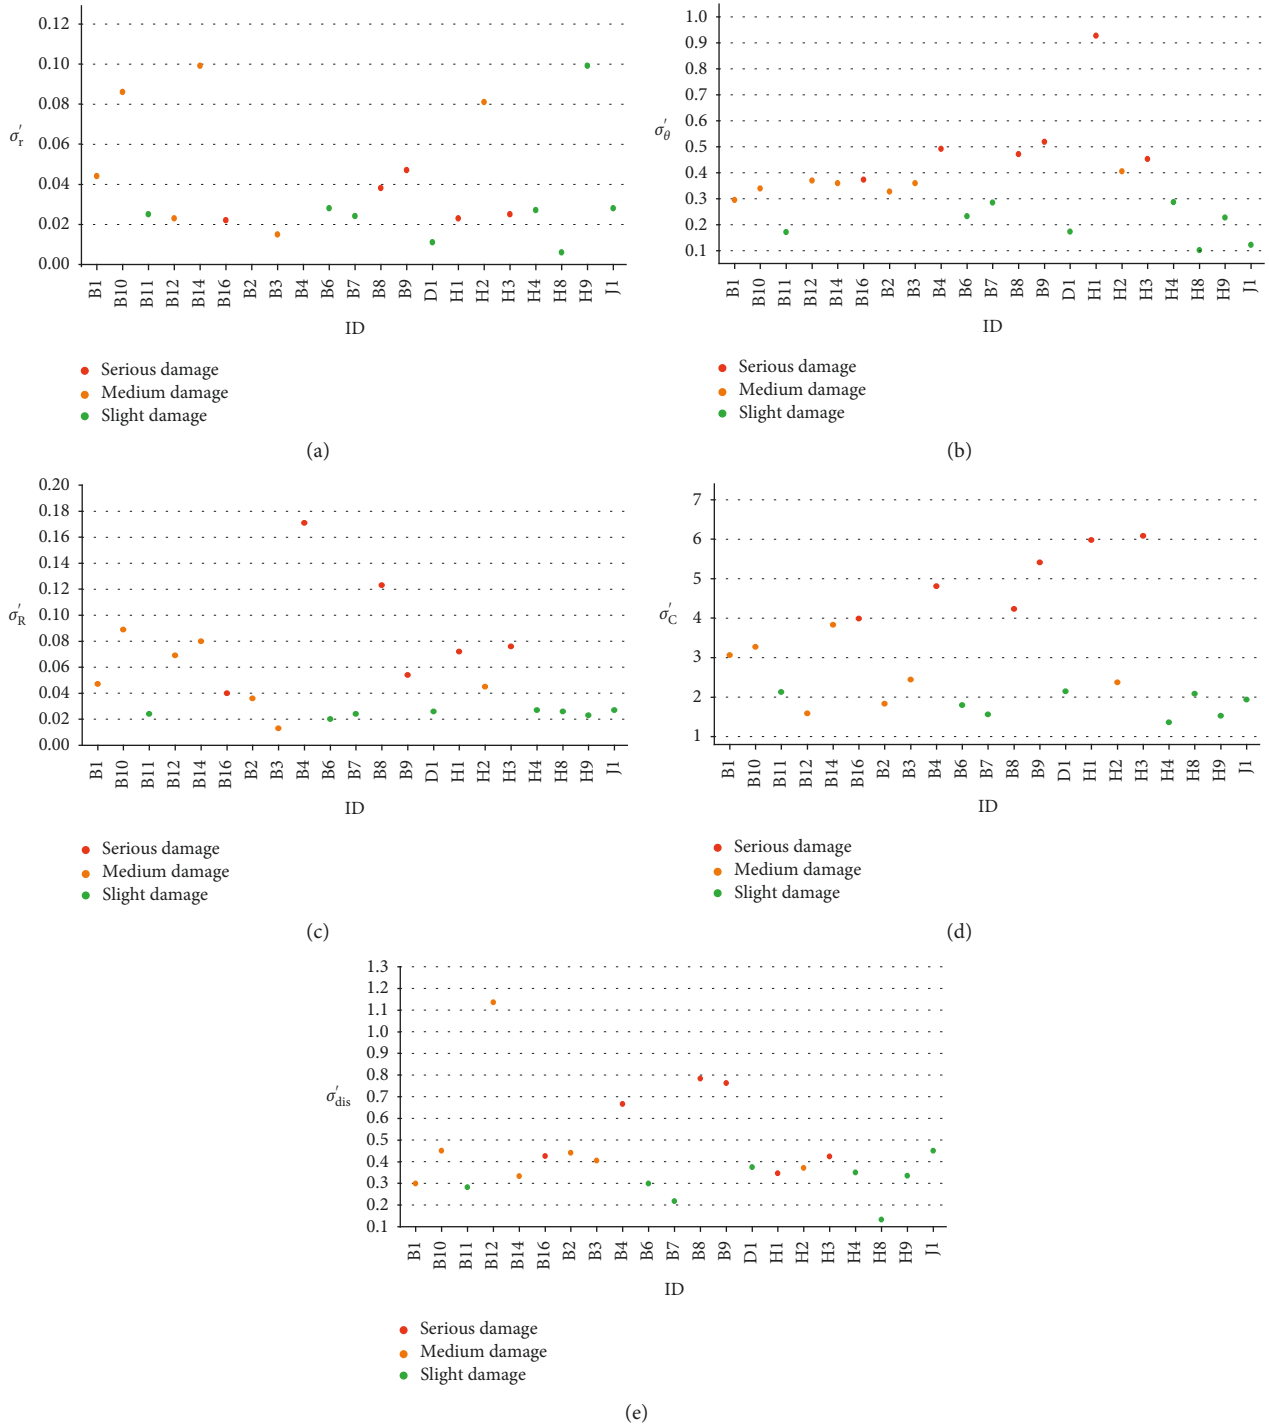 0.12
0.10
0.08
0.06
0.04
0.02
0.00
σ′r
B1 B10 B11 B12 B14 B16 B2 B3 B4 B6 B7 B8 B9 D1 H1 H2 H3 H4 H8 H9 J1
ID
Serious damage
Medium damage
Slight damage
(a)
1.0
0.9
0.8
0.7
0.6
0.5
0.4
0.3
0.2
0.1
σ′θ
B1 B10 B11 B12 B14 B16 B2 B3 B4 B6 B7 B8 B9 D1 H1 H2 H3 H4 H8 H9 J1
ID
Serious damage
Medium damage
Slight damage
(b)
0.20
0.18
0.16
0.14
0.12
0.10
0.08
0.06
0.04
0.02
0.00
σ′R
B1 B10 B11 B12 B14 B16 B2 B3 B4 B6 B7 B8 B9 D1 H1 H2 H3 H4 H8 H9 J1
ID
Serious damage
Medium damage
Slight damage
(c)
7
6
5
4
3
2
1
σ′C
B1 B10 B11 B12 B14 B16 B2 B3 B4 B6 B7 B8 B9 D1 H1 H2 H3 H4 H8 H9 J1
ID
Serious damage
Medium damage
Slight damage
(d)
1.3
1.2
1.1
1.0
0.9
0.8
0.7
0.6
0.5
0.4
0.3
0.2
0.1
σ′dis
B1 B10 B11 B12 B14 B16 B2 B3 B4 B6 B7 B8 B9 D1 H1 H2 H3 H4 H8 H9 J1
ID
Serious damage
Medium damage
Slight damage
(e)